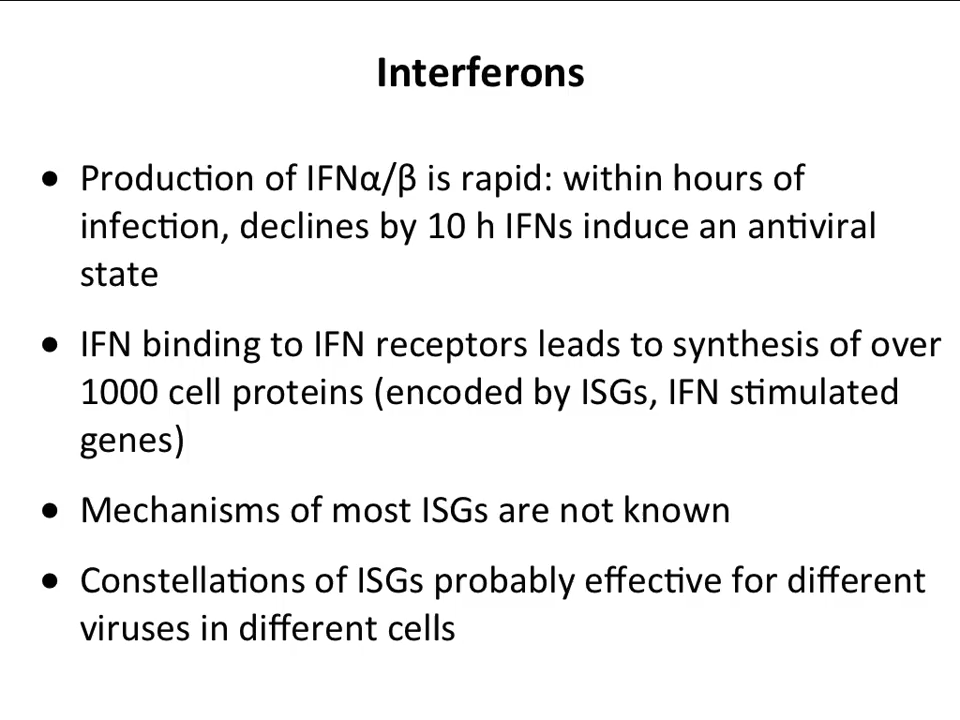 Interferons
● Production of IFNα/β is rapid: within hours of
infection, declines by 10 h IFNs induce an antiviral
state
● IFN binding to IFN receptors leads to synthesis of over
1000 cell proteins (encoded by ISGs, IFN stimulated
genes)
● Mechanisms of most ISGs are not known
● Constellations of ISGs probably effective for different
viruses in different cells